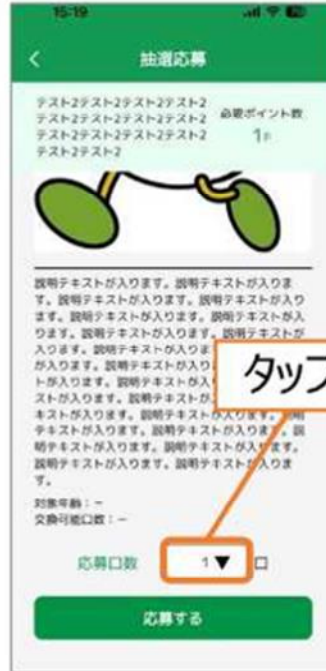 15:19
抽選応募
テスト2テスト2テスト2テスト2
テスト2テスト2テスト2テスト2
テスト2テスト2テスト2テスト2
テスト2テスト2
必要ポイント数
1P
説明テキストが入ります。説明テキストが入りま
す。説明テキストが入ります。説明テキストが入り
ます。説明テキストが入ります。説明テキストが入
ります。説明テキストが入ります。説明テキストが
入ります。説明テキストが入りま
が入ります。説明テキストが入り
トが入ります。説明テキストが入
ストが入ります。説明テキストが
キストが入ります。説明テキストが入ります。説明
テキストが入ります。説明テキストが入ります。説
明テキストが入ります。説明テキストが入ります。
説明テキストが入ります。説明テキストが入りま
す。
タップ
対象年齢：-
交換可能口数：-
応募口数 1▼ 口
応募する